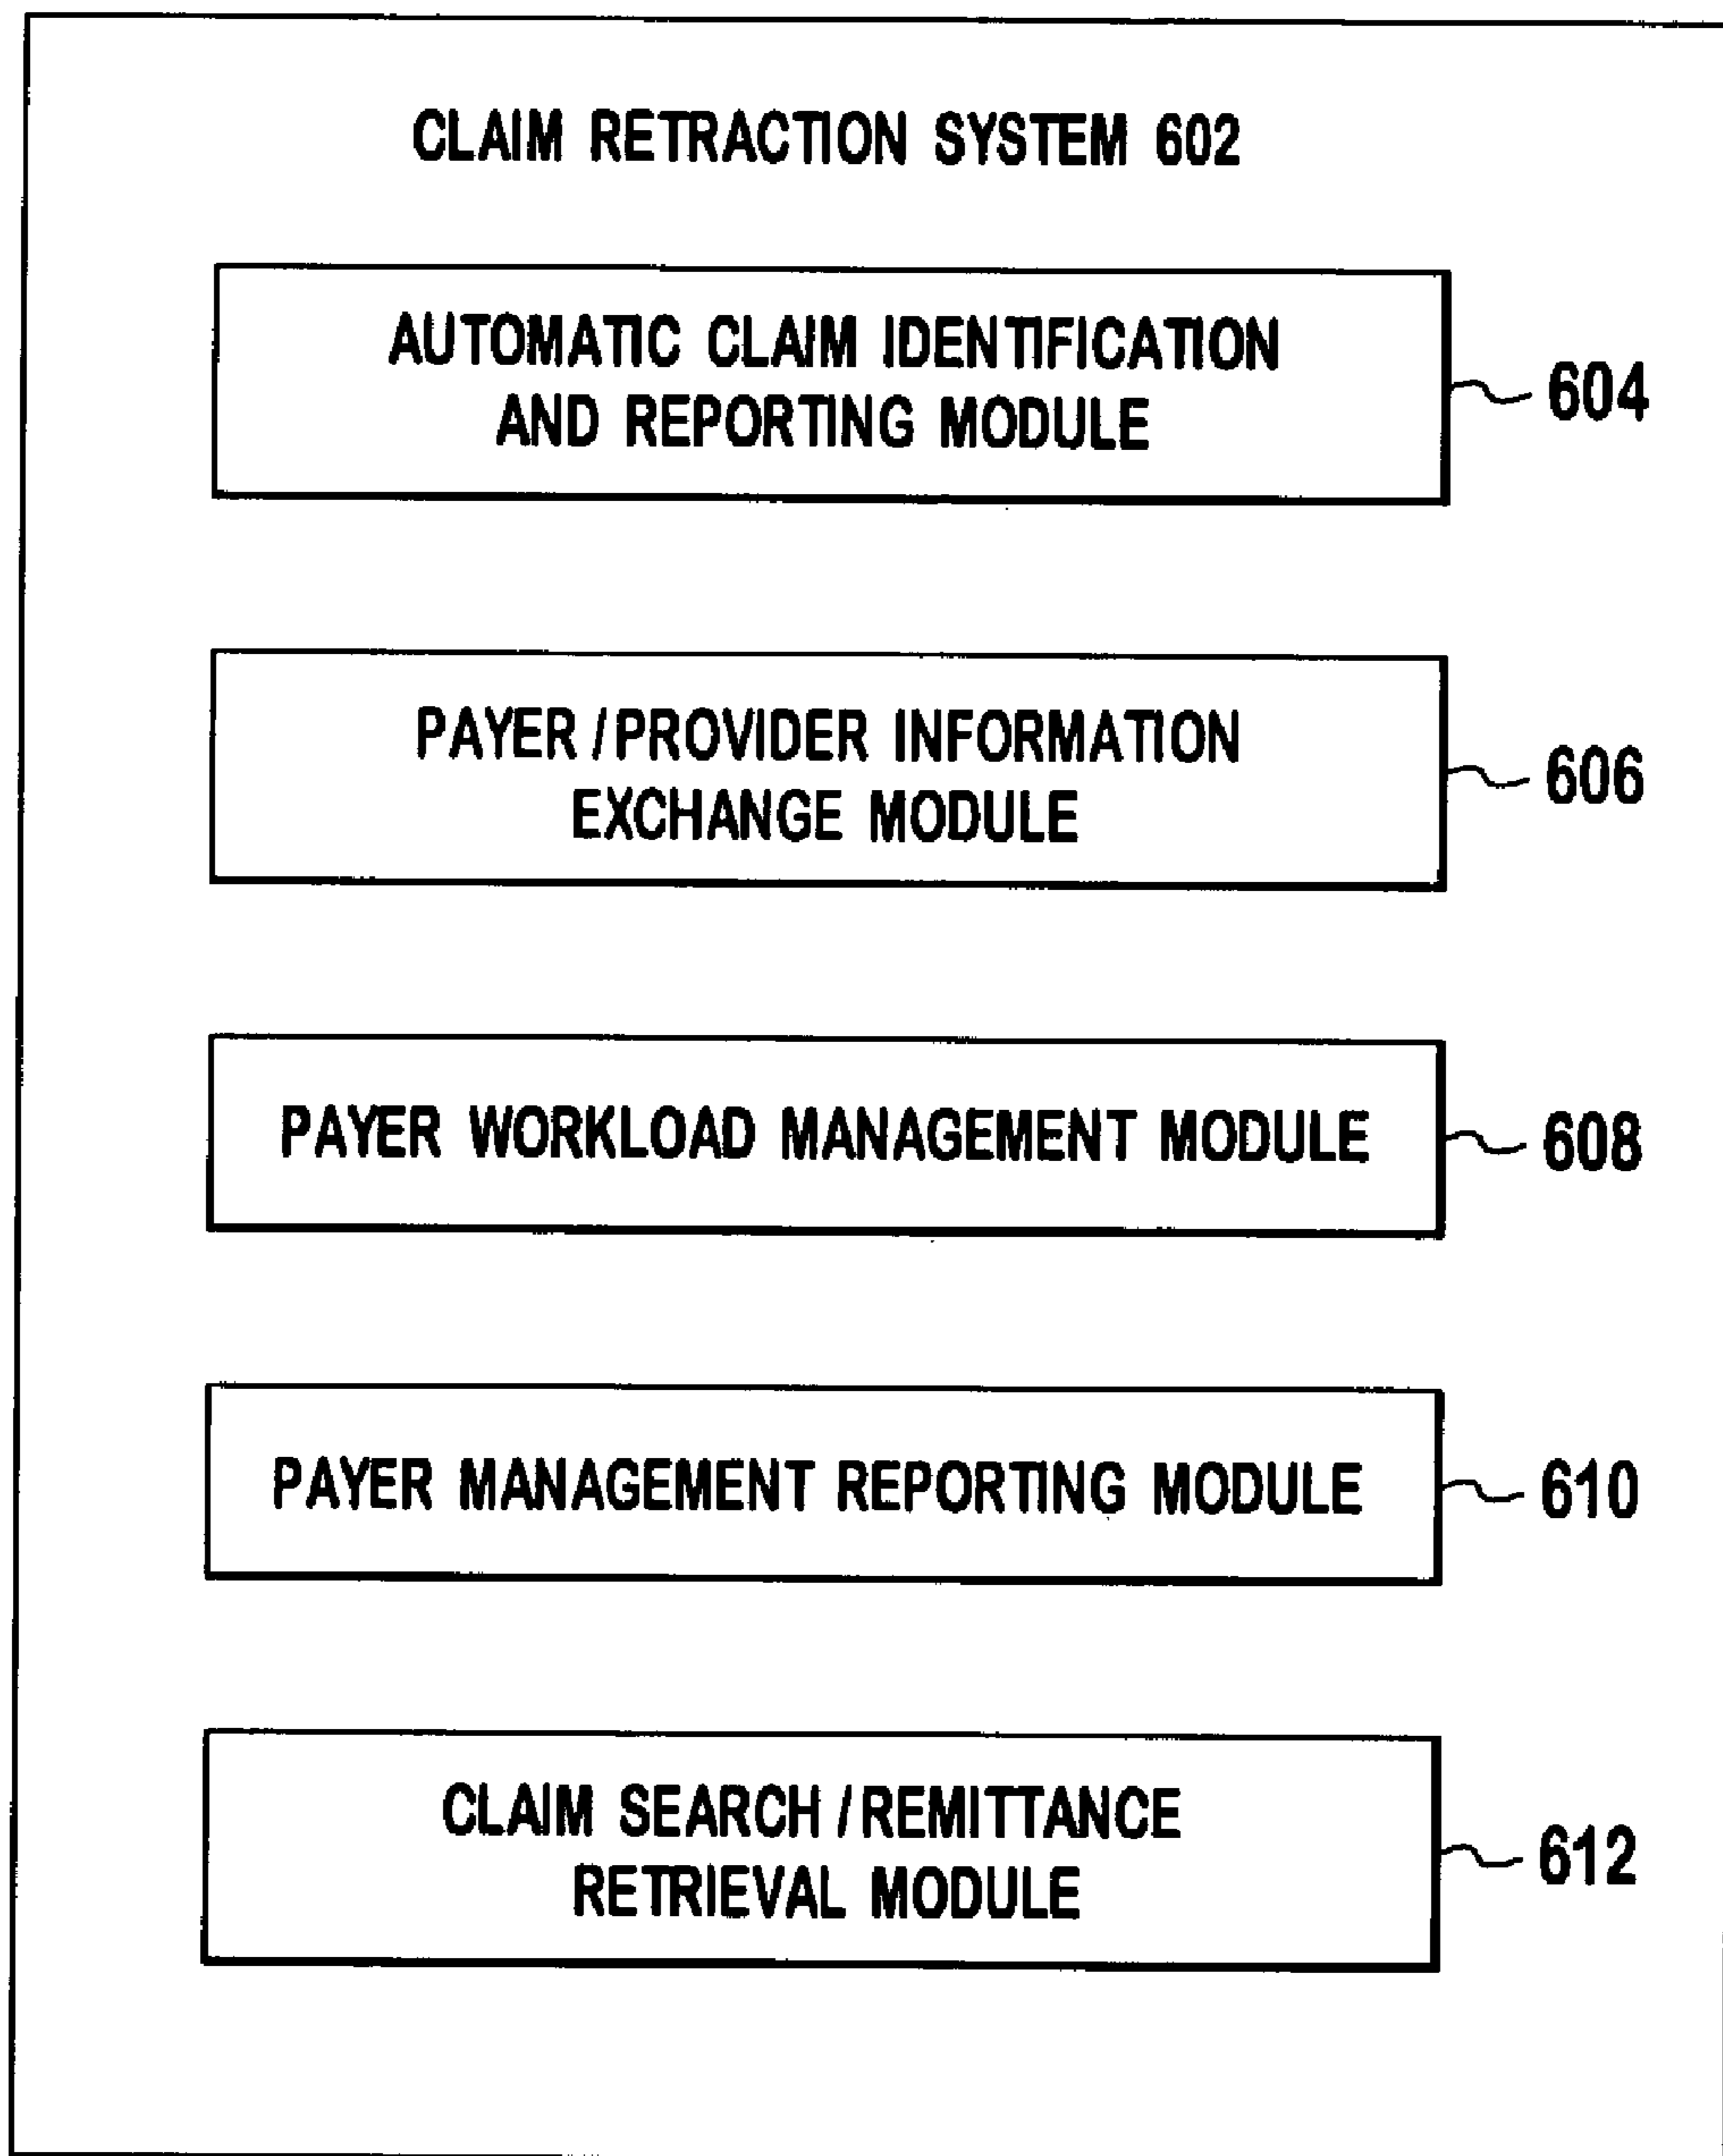 CLAIM RETRACTION SYSTEM 602
AUTOMATIC CLAIM IDENTIFICATION
AND REPORTING MODULE
604
PAYER/PROVIDER INFORMATION
EXCHANGE MODULE
606
PAYER WORKLOAD MANAGEMENT MODULE
608
PAYER MANAGEMENT REPORTING MODULE
610
CLAIM SEARCH/REMITTANCE
RETRIEVAL MODULE
612